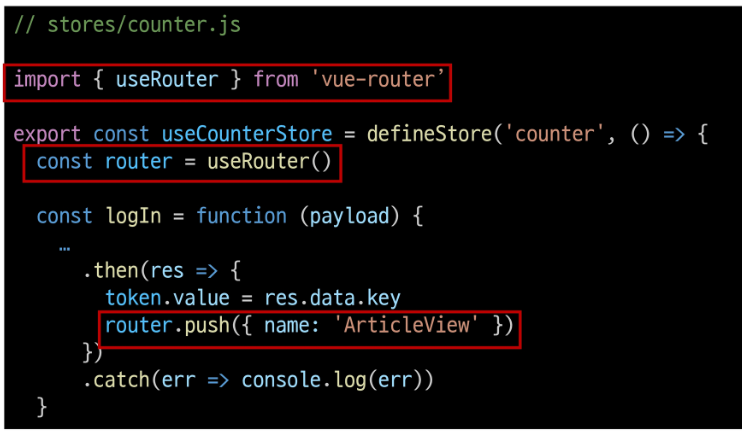 // stores/counter.js
import { useRouter } from 'vue-router’
export const useCounterStore = defineStore('counter', () => {
const router = useRouter()
const logIn = function (payload) {
…
.then(res => {
token.value = res.data.key
router.push({ name: 'ArticleView' })
})
.catch(err => console.log(err))
}